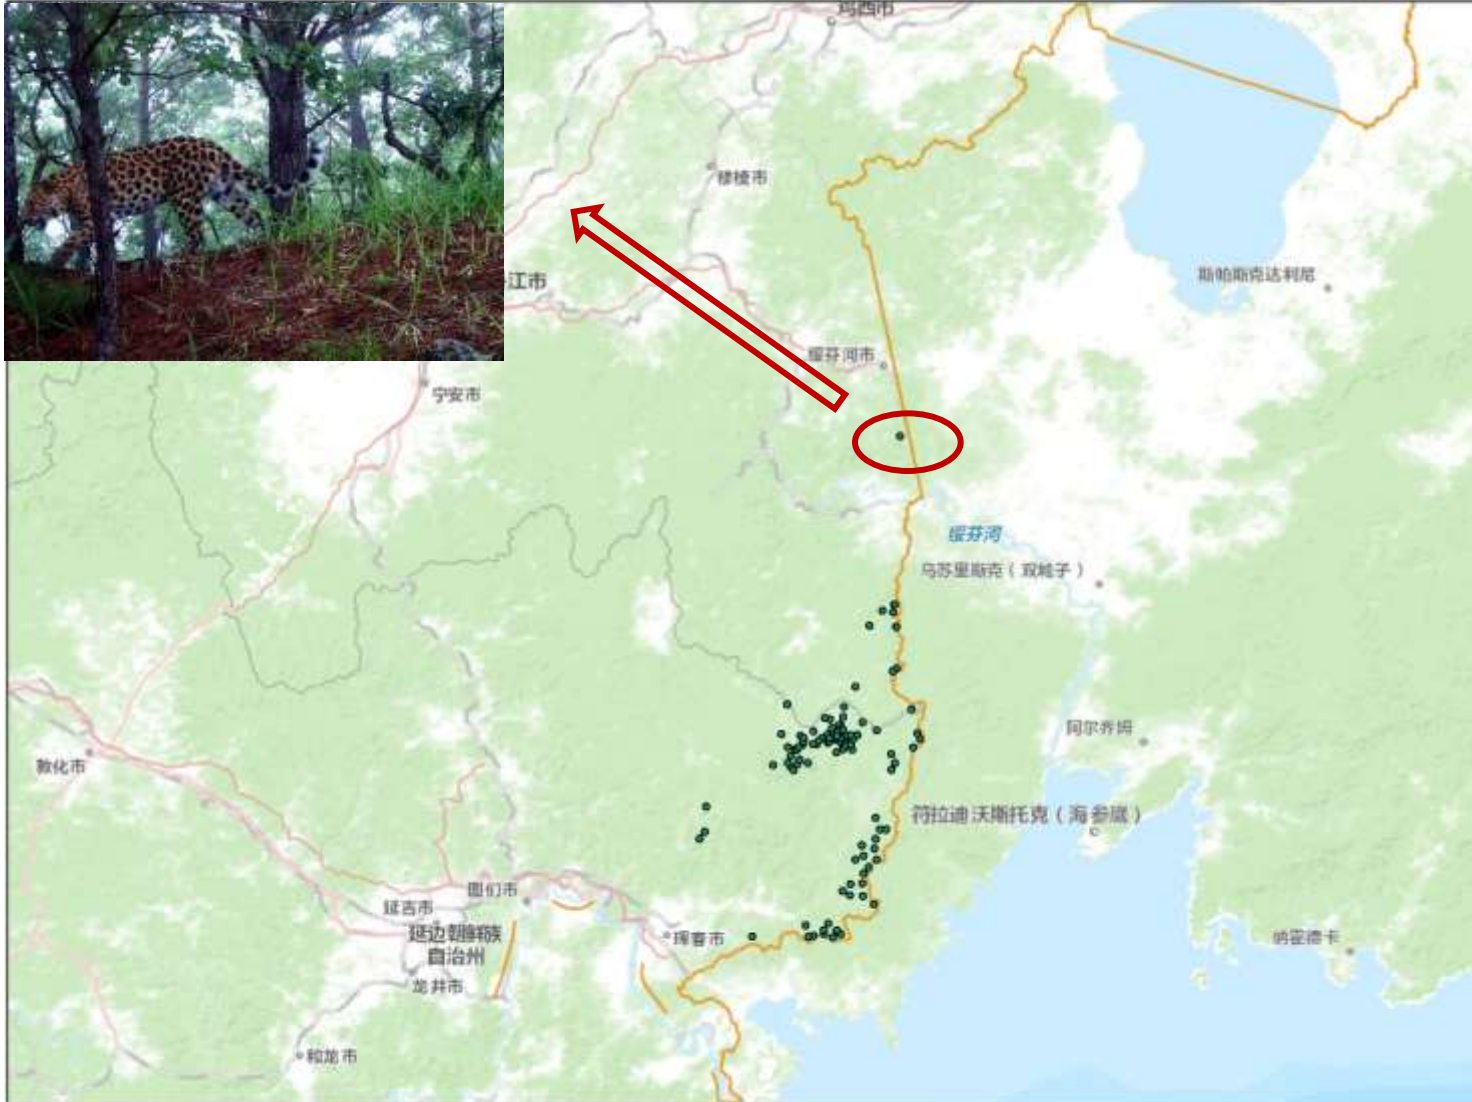 鸡西市
穆棱市
江市
斯帕斯克达利尼
绥芬河市
宁安市
绥芬河
乌苏里斯克（双城子）
阿尔乔姆
敦化市
符拉迪沃斯托克（海参崴）
图们市
延吉市
延边朝鲜族
自治州
珲春市
纳霍德卡
龙井市
和龙市